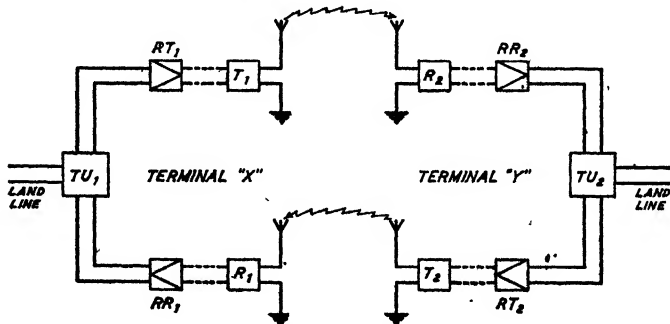 RT₁
T₁
R₂
RR₂
TU₁
TERMINAL "X"
TERMINAL "Y"
TU₂
LAND
LINE
LAND
LINE
RR₁
R₁
T₂
RT₂